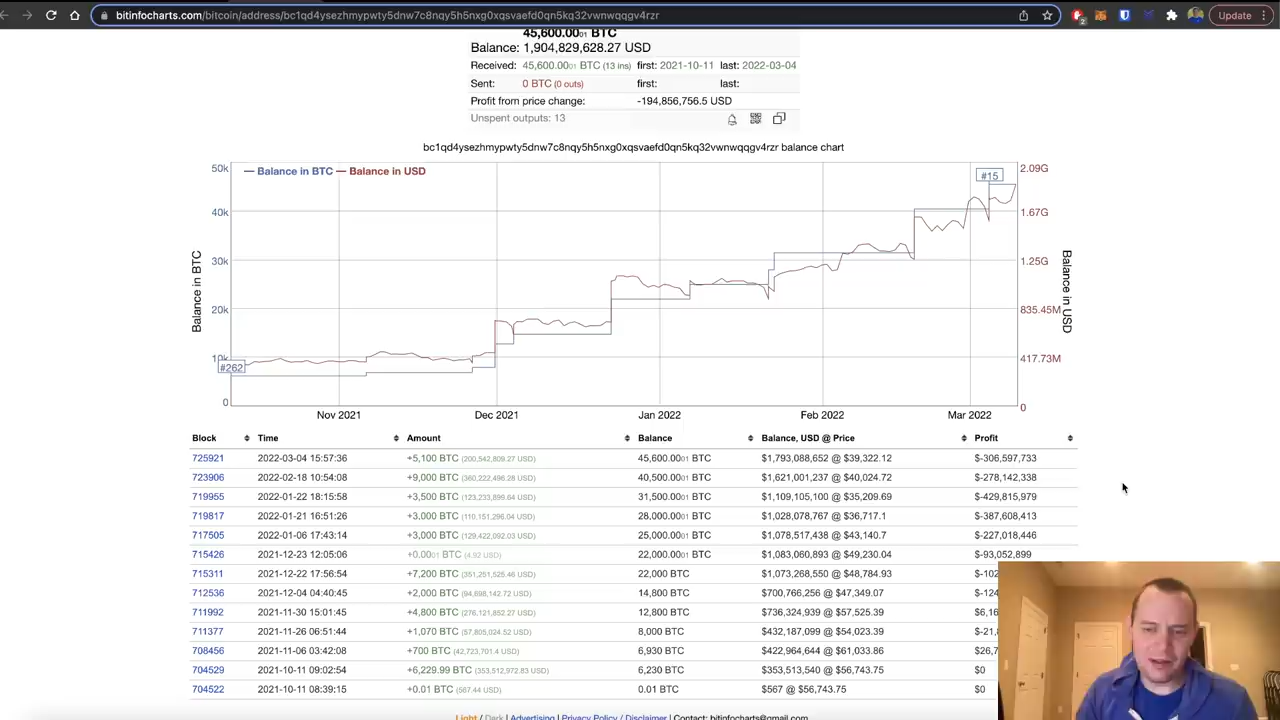 bitinfocharts.com/bitcoin/address/bc1qd4ysezhmypwty5dnw7c8nqy5h5nxg0xqsvaefd0qn5kq32vwnwqqgv4rzr
2
Update
45,600.0001 BTC
Balance: 1,904,829,628.27 USD
Received: 45,600.0001 BTC (13 ins) first: 2021-10-11 last: 2022-03-04
Sent: 0 BTC (0 outs) first: last:
Profit from price change: -194,856,756.5 USD
Unspent outputs: 13
bc1qd4ysezhmypwty5dnw7c8nqy5h5nxg0xqsvaefd0qn5kq32vwnwqqgv4rzr balance chart
Balance in BTC Balance in USD
50k 2.09G
#15
40k 1.67G
30k 1.25G
20k 835.45M
10k 417.73M
#262
0 0
Balance in BTC
Balance in USD
Nov 2021 Dec 2021 Jan 2022 Feb 2022 Mar 2022
Block Time Amount Balance Balance, USD @ Price Profit
725921 2022-03-04 15:57:36 +5,100 BTC (200,542,809.27 USD) 45,600.0001 BTC $1,793,088,652 @ $39,322.12 $-306,597,733
723906 2022-02-18 10:54:08 +9,000 BTC (360,222,496.28 USD) 40,500.0001 BTC $1,621,001,237 @ $40,024.72 $-278,142,338
719955 2022-01-22 18:15:58 +3,500 BTC (123,233,899.64 USD) 31,500.0001 BTC $1,109,105,100 @ $35,209.69 $-429,815,979
719817 2022-01-21 16:51:26 +3,000 BTC (110,151,296.04 USD) 28,000.0001 BTC $1,028,078,767 @ $36,717.1 $-387,608,413
717505 2022-01-06 17:43:14 +3,000 BTC (129,422,092.03 USD) 25,000.0001 BTC $1,078,517,438 @ $43,140.7 $-227,018,446
715426 2021-12-23 12:05:06 +0.0001 BTC (4.92 USD) 22,000.0001 BTC $1,083,060,893 @ $49,230.04 $-93,052,899
715311 2021-12-22 17:56:54 +7,200 BTC (351,251,525.46 USD) 22,000 BTC $1,073,268,550 @ $48,784.93 $-102
712536 2021-12-04 04:40:45 +2,000 BTC (94,698,142.72 USD) 14,800 BTC $700,766,256 @ $47,349.07 $-124
711992 2021-11-30 15:01:45 +4,800 BTC (276,121,852.27 USD) 12,800 BTC $736,324,939 @ $57,525.39 $6,16
711377 2021-11-26 06:51:44 +1,070 BTC (57,805,024.52 USD) 8,000 BTC $432,187,099 @ $54,023.39 $-21,
708456 2021-11-06 03:42:08 +700 BTC (42,723,701.4 USD) 6,930 BTC $422,964,644 @ $61,033.86 $26,7
704529 2021-10-11 09:02:54 +6,229.99 BTC (353,512,972.83 USD) 6,230 BTC $353,513,540 @ $56,743.75 $0
704522 2021-10-11 08:39:15 +0.01 BTC (567.44 USD) 0.01 BTC $567 @ $56,743.75 $0
Light / Dark | Advertising | Privacy Policy / Disclaimer | Contact: bitinfocharts@gmail.com